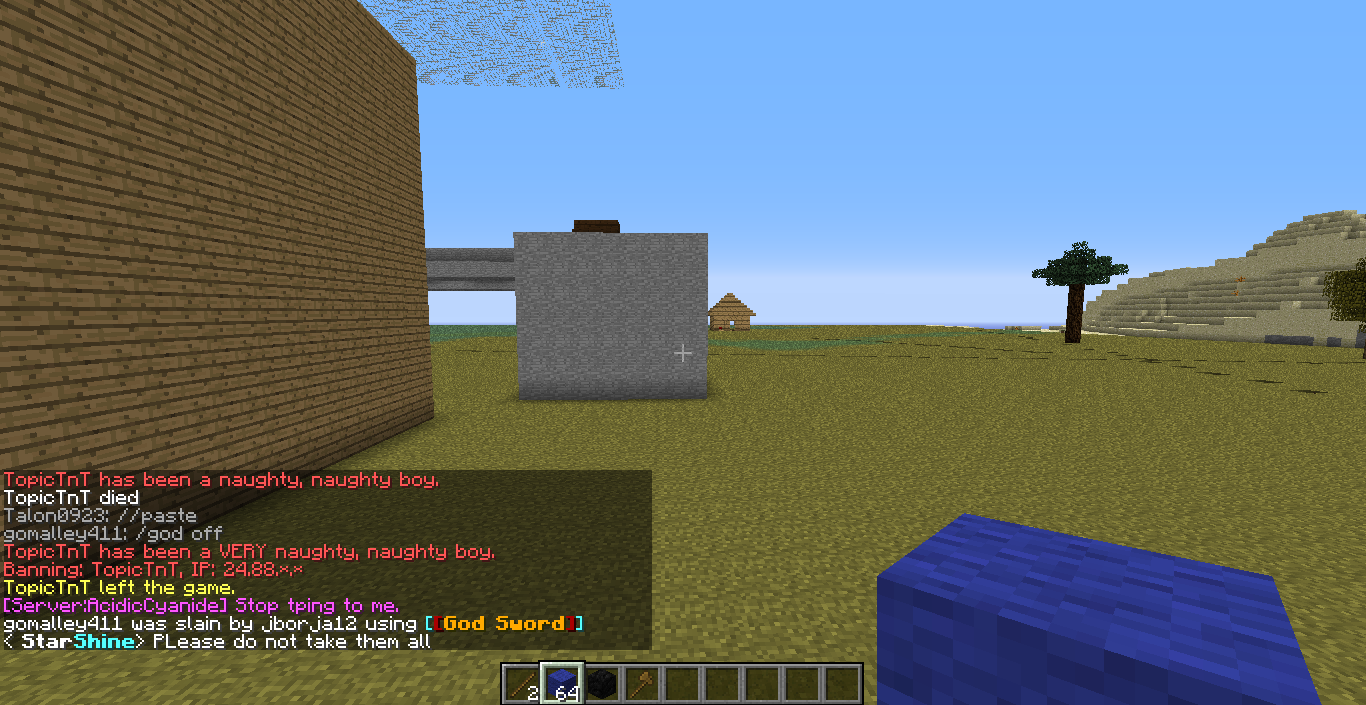 TopicTnT has been a naughty, naughty boy.
TopicTnT died
Talon0923: //paste
gomalley411: /god off
TopicTnT has been a VERY naughty, naughty boy.
Banning: TopicTnT, IP: 24.88.×.×
TopicTnT left the game.
[Server:AcidicCyanide] Stop tping to me.
gomalley411 was slain by jborja12 using [[God Sword]]
< StarShine> PLease do not take them all
2 64